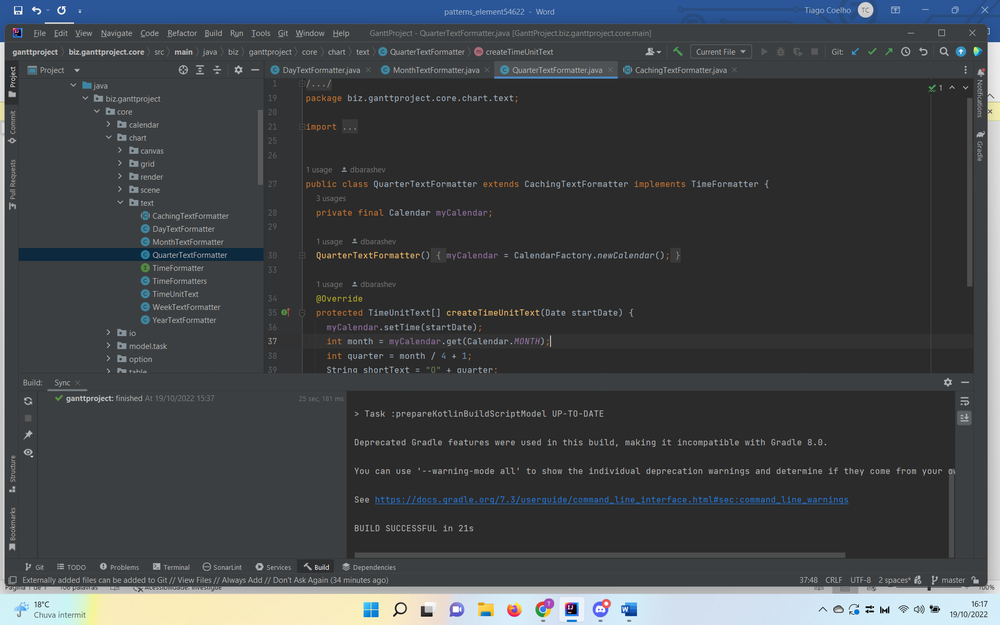 patterns_element54622 - Word
Tiago Coelho TC
File Edit View Navigate Code Refactor Build Run Tools Git Window Help GanttProject - QuarterTextFormatter.java [GanttProject.biz.ganttproject.core.main]
ganttproject biz.ganttproject.core src main java biz ganttproject core chart text QuarterTextFormatter createTimeUnitText Current File Git:
Project
DayTextFormatter.java MonthTextFormatter.java QuarterTextFormatter.java CachingTextFormatter.java
Project
Commit
Pull Requests
Structure
Bookmarks
java
biz.ganttproject
core
calendar
chart
canvas
grid
render
scene
text
CachingTextFormatter
DayTextFormatter
MonthTextFormatter
QuarterTextFormatter
TimeFormatter
TimeFormatters
TimeUnitText
WeekTextFormatter
YearTextFormatter
io
model.task
option
table
1 /.../
19 package biz.ganttproject.core.chart.text;
20
21 import ...
25
26
1 usage dbarashev
27 public class QuarterTextFormatter extends CachingTextFormatter implements TimeFormatter {
3 usages
28 private final Calendar myCalendar;
29
1 usage dbarashev
30 QuarterTextFormatter() { myCalendar = CalendarFactory.newCalendar(); }
33
1 usage dbarashev
34 @Override
35 protected TimeUnitText[] createTimeUnitText(Date startDate) {
36 myCalendar.setTime(startDate);
37 int month = myCalendar.get(Calendar.MONTH);
38 int quarter = month / 4 + 1;
39 String shortText = "Q" + quarter;
1
Notifications
Gradle
Build: Sync
ganttproject: finished At 19/10/2022 15:37 25 sec, 181 ms
> Task :prepareKotlinBuildScriptModel UP-TO-DATE
Deprecated Gradle features were used in this build, making it incompatible with Gradle 8.0.
You can use '--warning-mode all' to show the individual deprecation warnings and determine if they come from your ow
See https://docs.gradle.org/7.3/userguide/command_line_interface.html#sec:command_line_warnings
BUILD SUCCESSFUL in 21s
Git TODO Problems Terminal SonarLint Services Build Dependencies
Externally added files can be added to Git // View Files // Always Add // Don't Ask Again (34 minutes ago) 37:48 CRLF UTF-8 2 spaces* master
Página 1 de 1 106 palavras Acessibilidade: Investigue 100%
18°C
Chuva intermit
16:17
19/10/2022